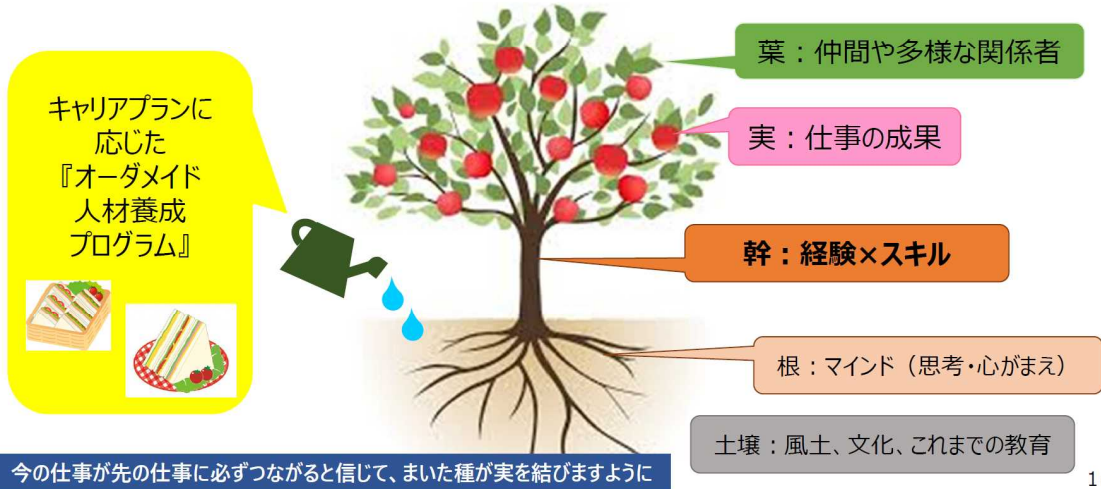 キャリアプランに
応じた
『オーダメイド
人材養成
プログラム』
葉：仲間や多様な関係者
実：仕事の成果
幹：経験×スキル
根：マインド（思考・心がまえ）
土壌：風土、文化、これまでの教育
今の仕事が先の仕事に必ずつながると信じて、まいた種が実を結びますように
1